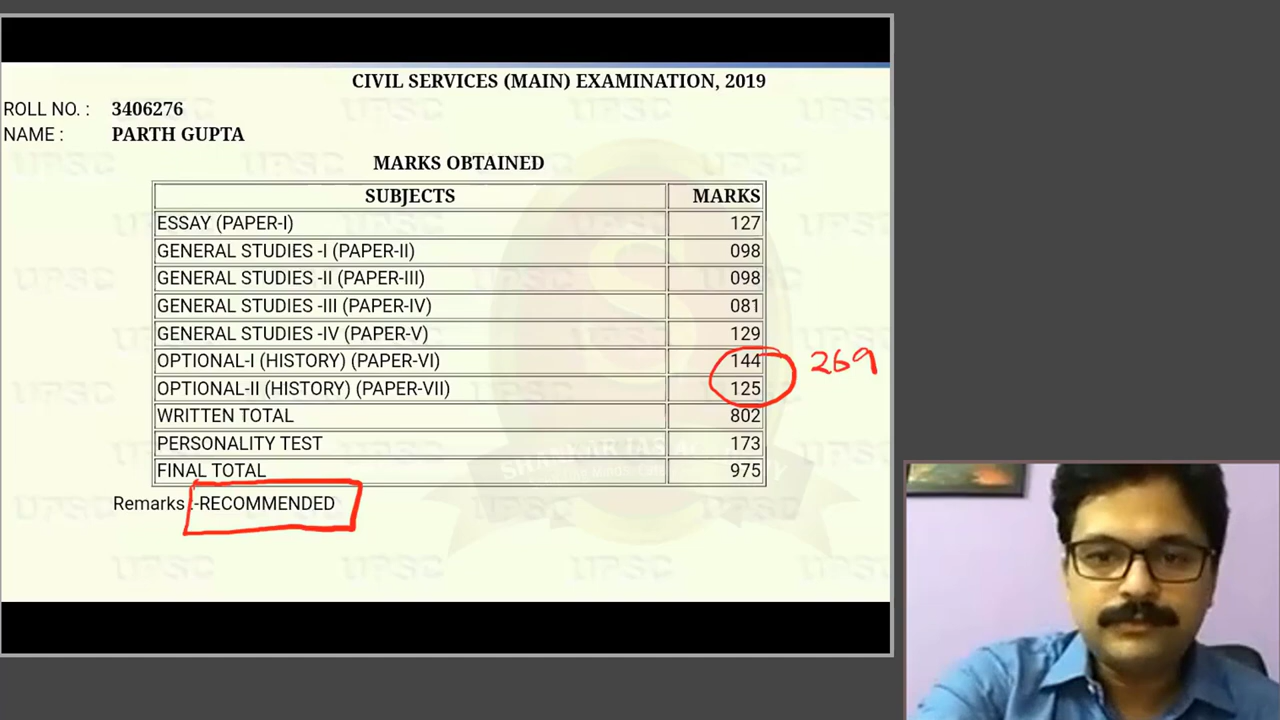 CIVIL SERVICES (MAIN) EXAMINATION, 2019
ROLL NO. : 3406276
NAME : PARTH GUPTA
MARKS OBTAINED
SUBJECTS MARKS
ESSAY (PAPER-I) 127
GENERAL STUDIES -I (PAPER-II) 098
GENERAL STUDIES -II (PAPER-III) 098
GENERAL STUDIES -III (PAPER-IV) 081
GENERAL STUDIES -IV (PAPER-V) 129
OPTIONAL-I (HISTORY) (PAPER-VI) 144
269
OPTIONAL-II (HISTORY) (PAPER-VII) 125
WRITTEN TOTAL 802
PERSONALITY TEST 173
FINAL TOTAL 975
Remarks :-RECOMMENDED